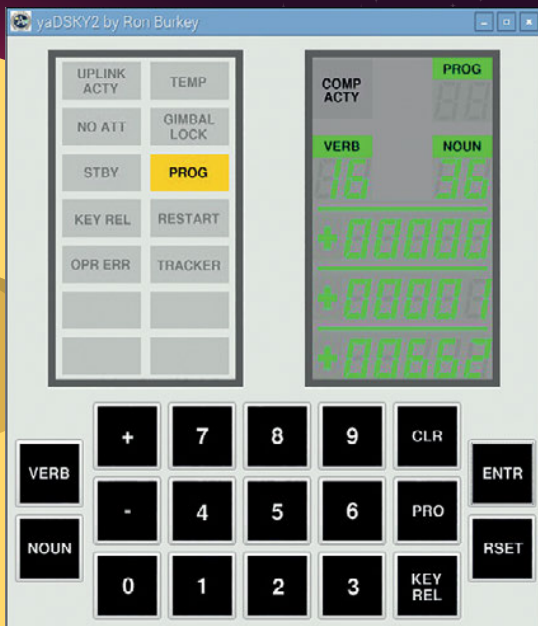 yaDSKY2 by Ron Burkey
UPLINK
ACTY
TEMP
NO ATT
GIMBAL
LOCK
STBY
PROG
KEY REL
RESTART
OPR ERR
TRACKER
COMP
ACTY
PROG
VERB
NOUN
16
36
+00000
+00001
+00662
+
7
8
9
CLR
VERB
ENTR
-
4
5
6
PRO
NOUN
RSET
0
1
2
3
KEY
REL